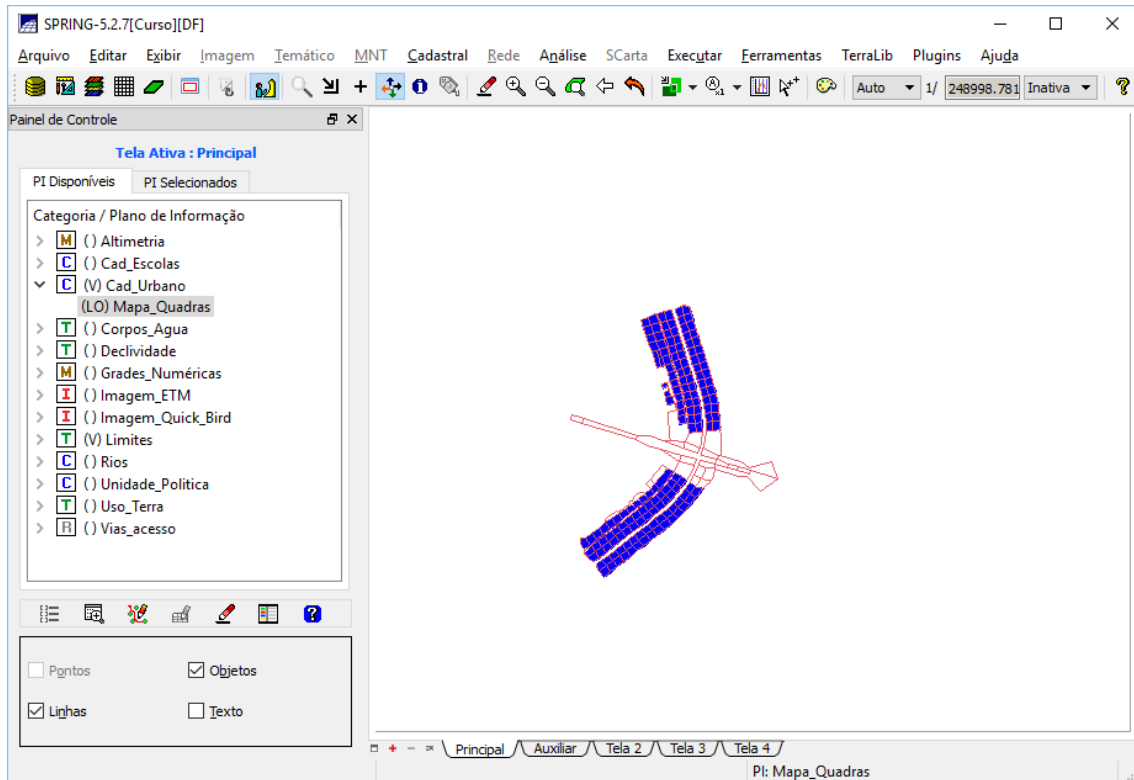 SPRING-5.2.7[Curso][DF]
Arquivo Editar Exibir Imagem Temático MNT Cadastral Rede Análise SCarta Executar Ferramentas TerraLib Plugins Ajuda
x1 Auto 1/ 248998.781 Inativa ?
Painel de Controle
Tela Ativa : Principal
PI Disponíveis PI Selecionados
Categoria / Plano de Informação
M ( ) Altimetria
C ( ) Cad_Escolas
C (V) Cad_Urbano
(LO) Mapa_Quadras
T ( ) Corpos_Agua
T ( ) Declividade
M ( ) Grades_Numéricas
I ( ) Imagem_ETM
I ( ) Imagem_Quick_Bird
T (V) Limites
C ( ) Rios
C ( ) Unidade_Politica
T ( ) Uso_Terra
R ( ) Vias_acesso
?
Pontos Objetos
Linhas Texto
Principal Auxiliar Tela 2 Tela 3 Tela 4
PI: Mapa_Quadras